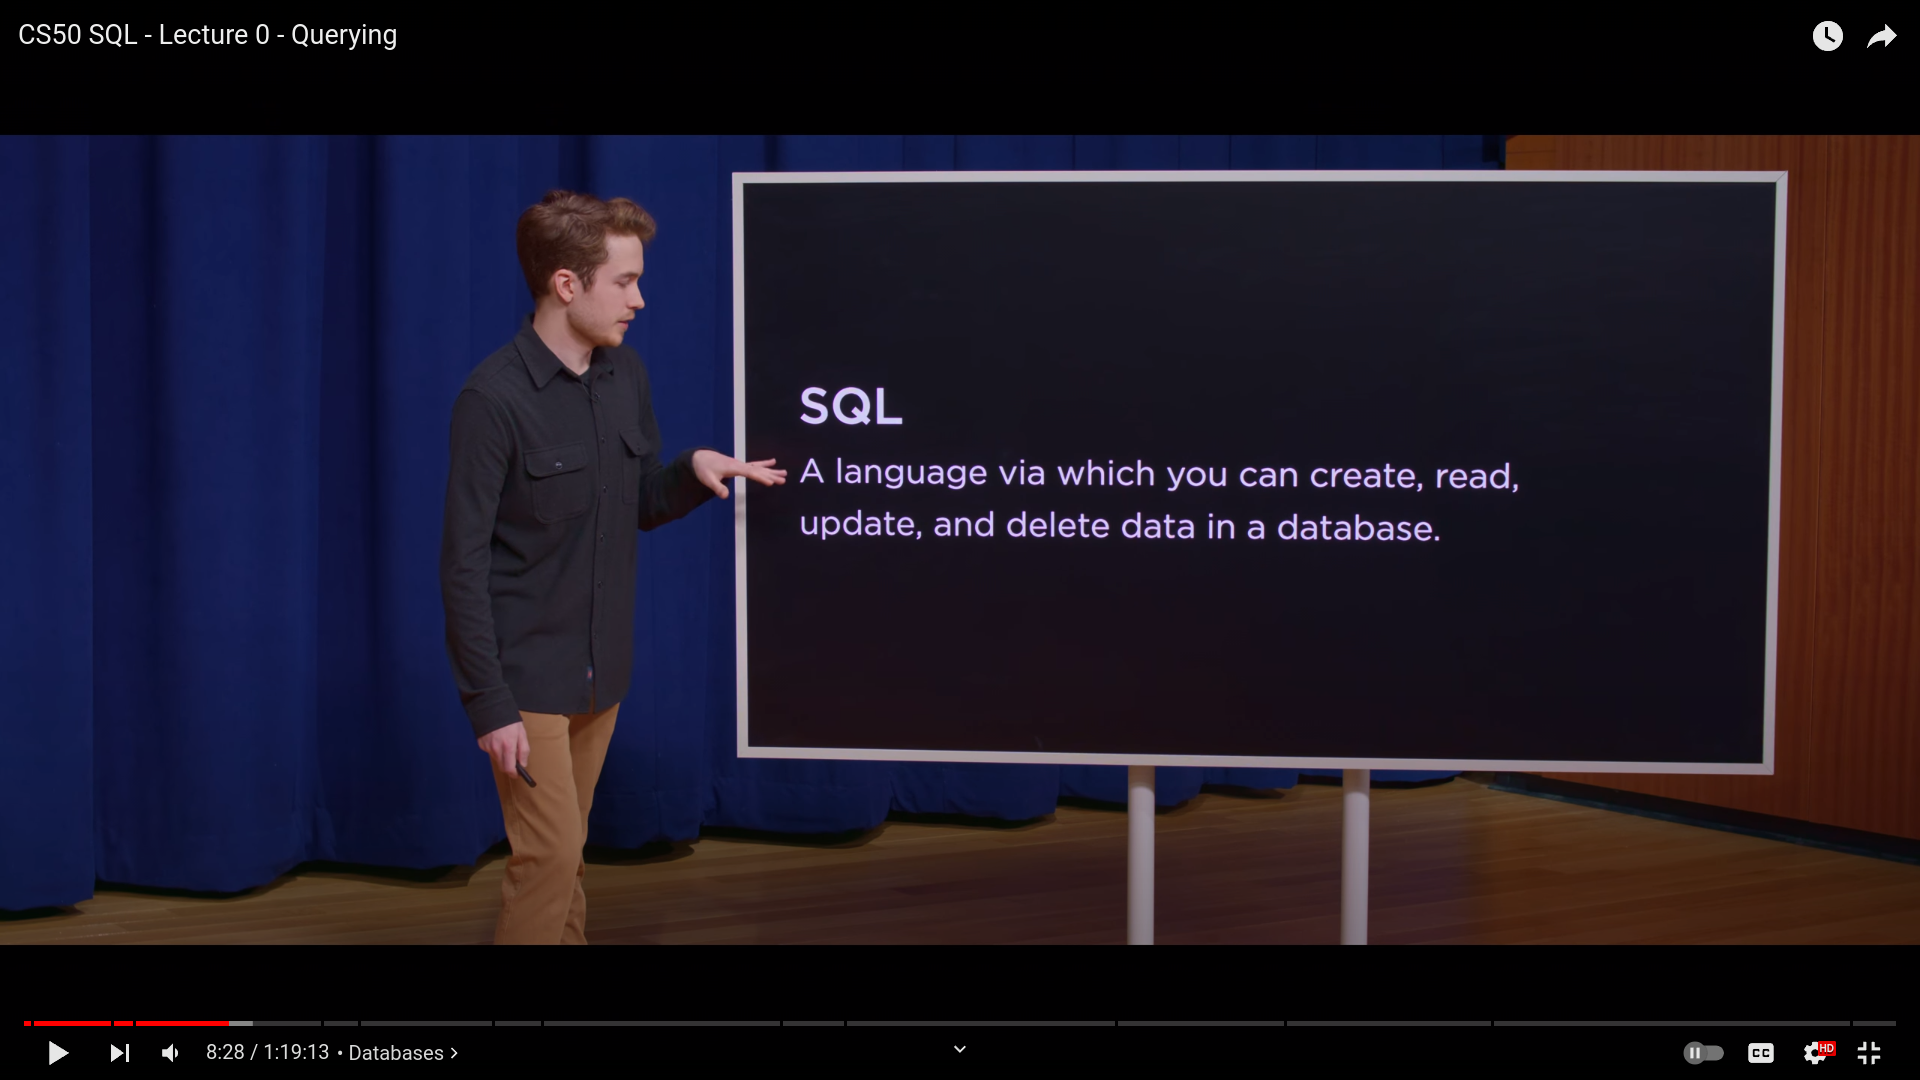 CS50 SQL - Lecture 0 - Querying
SQL
A language via which you can create, read,
update, and delete data in a database.
8:28 / 1:19:13 • Databases
CC
HD